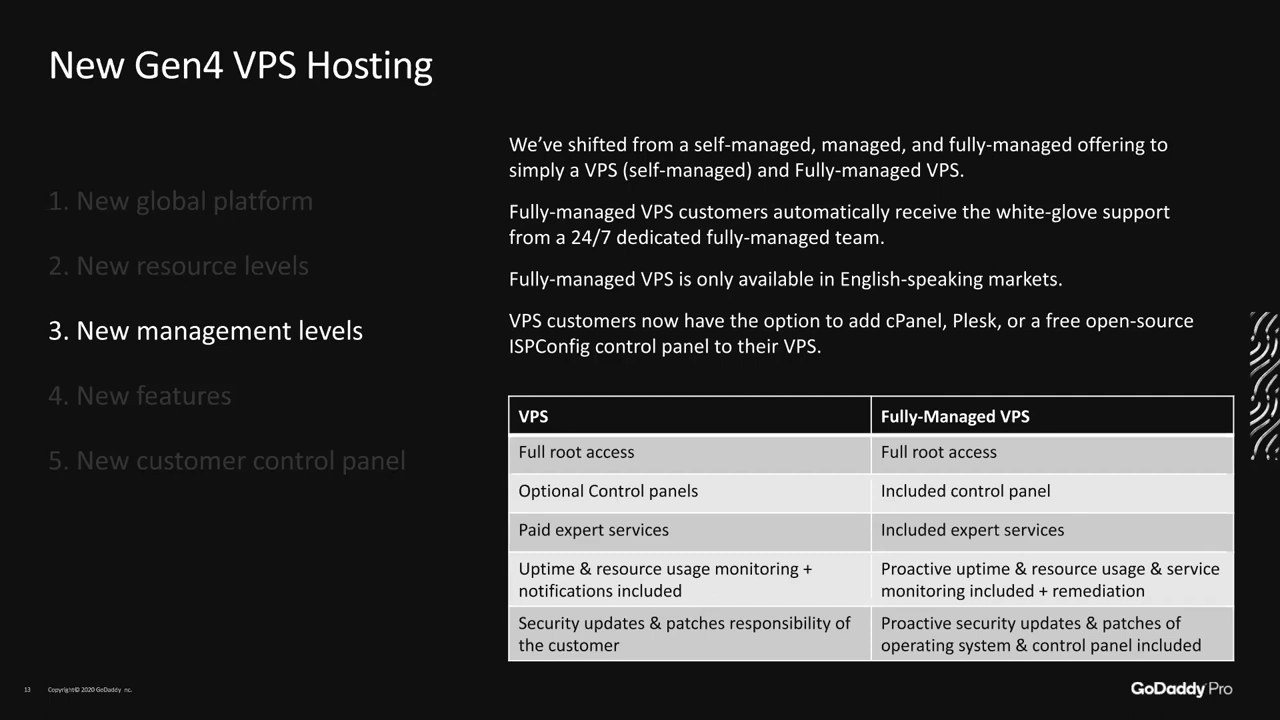 New Gen4 VPS Hosting
1. New global platform
2. New resource levels
3. New management levels
4. New features
5. New customer control panel
We've shifted from a self-managed, managed, and fully-managed offering to
simply a VPS (self-managed) and Fully-managed VPS.
Fully-managed VPS customers automatically receive the white-glove support
from a 24/7 dedicated fully-managed team.
Fully-managed VPS is only available in English-speaking markets.
VPS customers now have the option to add cPanel, Plesk, or a free open-source
ISPConfig control panel to their VPS.
VPS
Fully-Managed VPS
Full root access
Full root access
Optional Control panels
Included control panel
Paid expert services
Included expert services
Uptime & resource usage monitoring +
notifications included
Proactive uptime & resource usage & service
monitoring included + remediation
Security updates & patches responsibility of
the customer
Proactive security updates & patches of
operating system & control panel included
13
Copyright© 2020 GoDaddy nc.
GoDaddy Pro